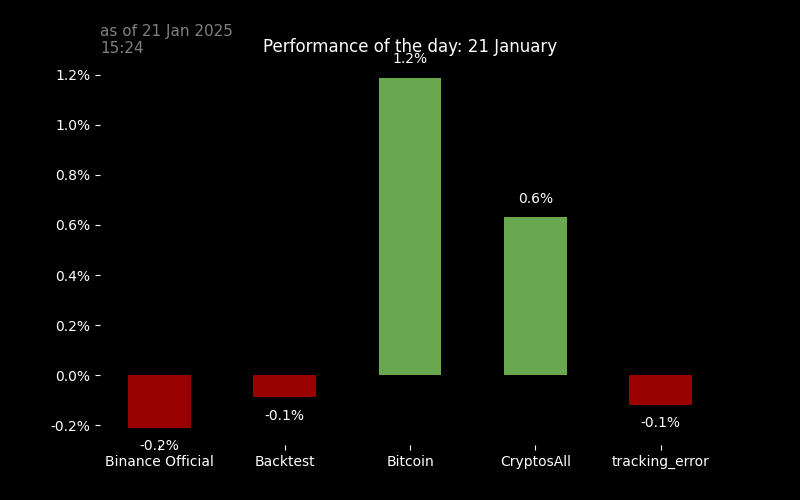 as of 21 Jan 2025
15:24
Performance of the day: 21 January
1.2%
1.0%
0.8%
0.6%
0.4%
0.2%
0.0%
-0.2%
-0.2%
-0.1%
1.2%
0.6%
-0.1%
Binance Official
Backtest
Bitcoin
CryptosAll
tracking_error